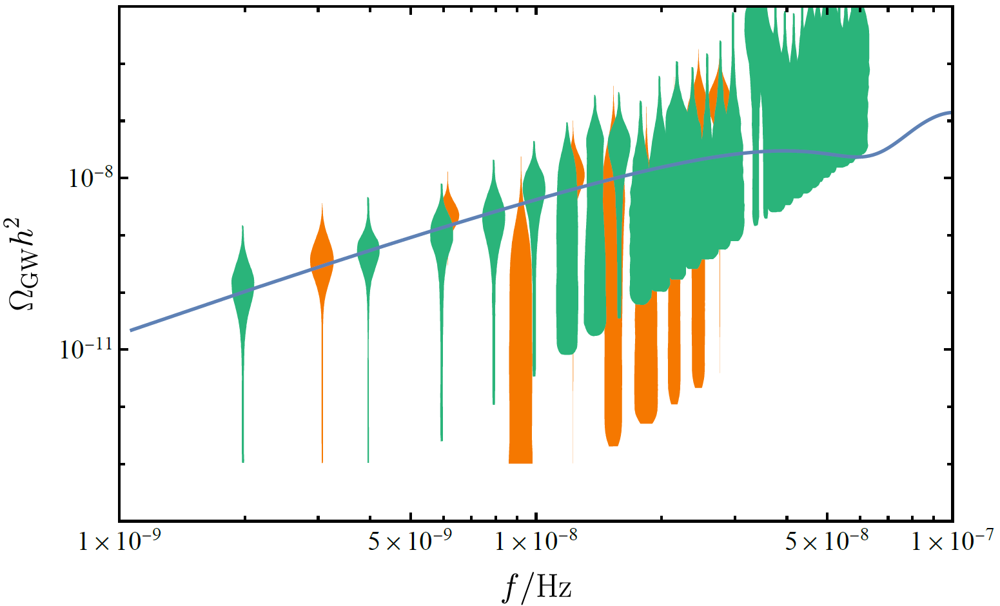 Ω_GW h²
10⁻⁸
10⁻¹¹
1 × 10⁻⁹
5 × 10⁻⁹
1 × 10⁻⁸
5 × 10⁻⁸
1 × 10⁻⁷
f/Hz